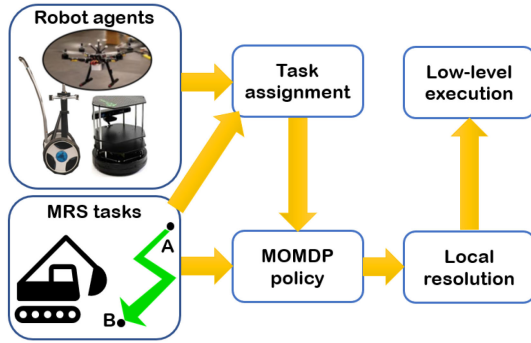 Robot agents
Task
assignment
Low-level
execution
MRS tasks
A
B
MOMDP
policy
Local
resolution